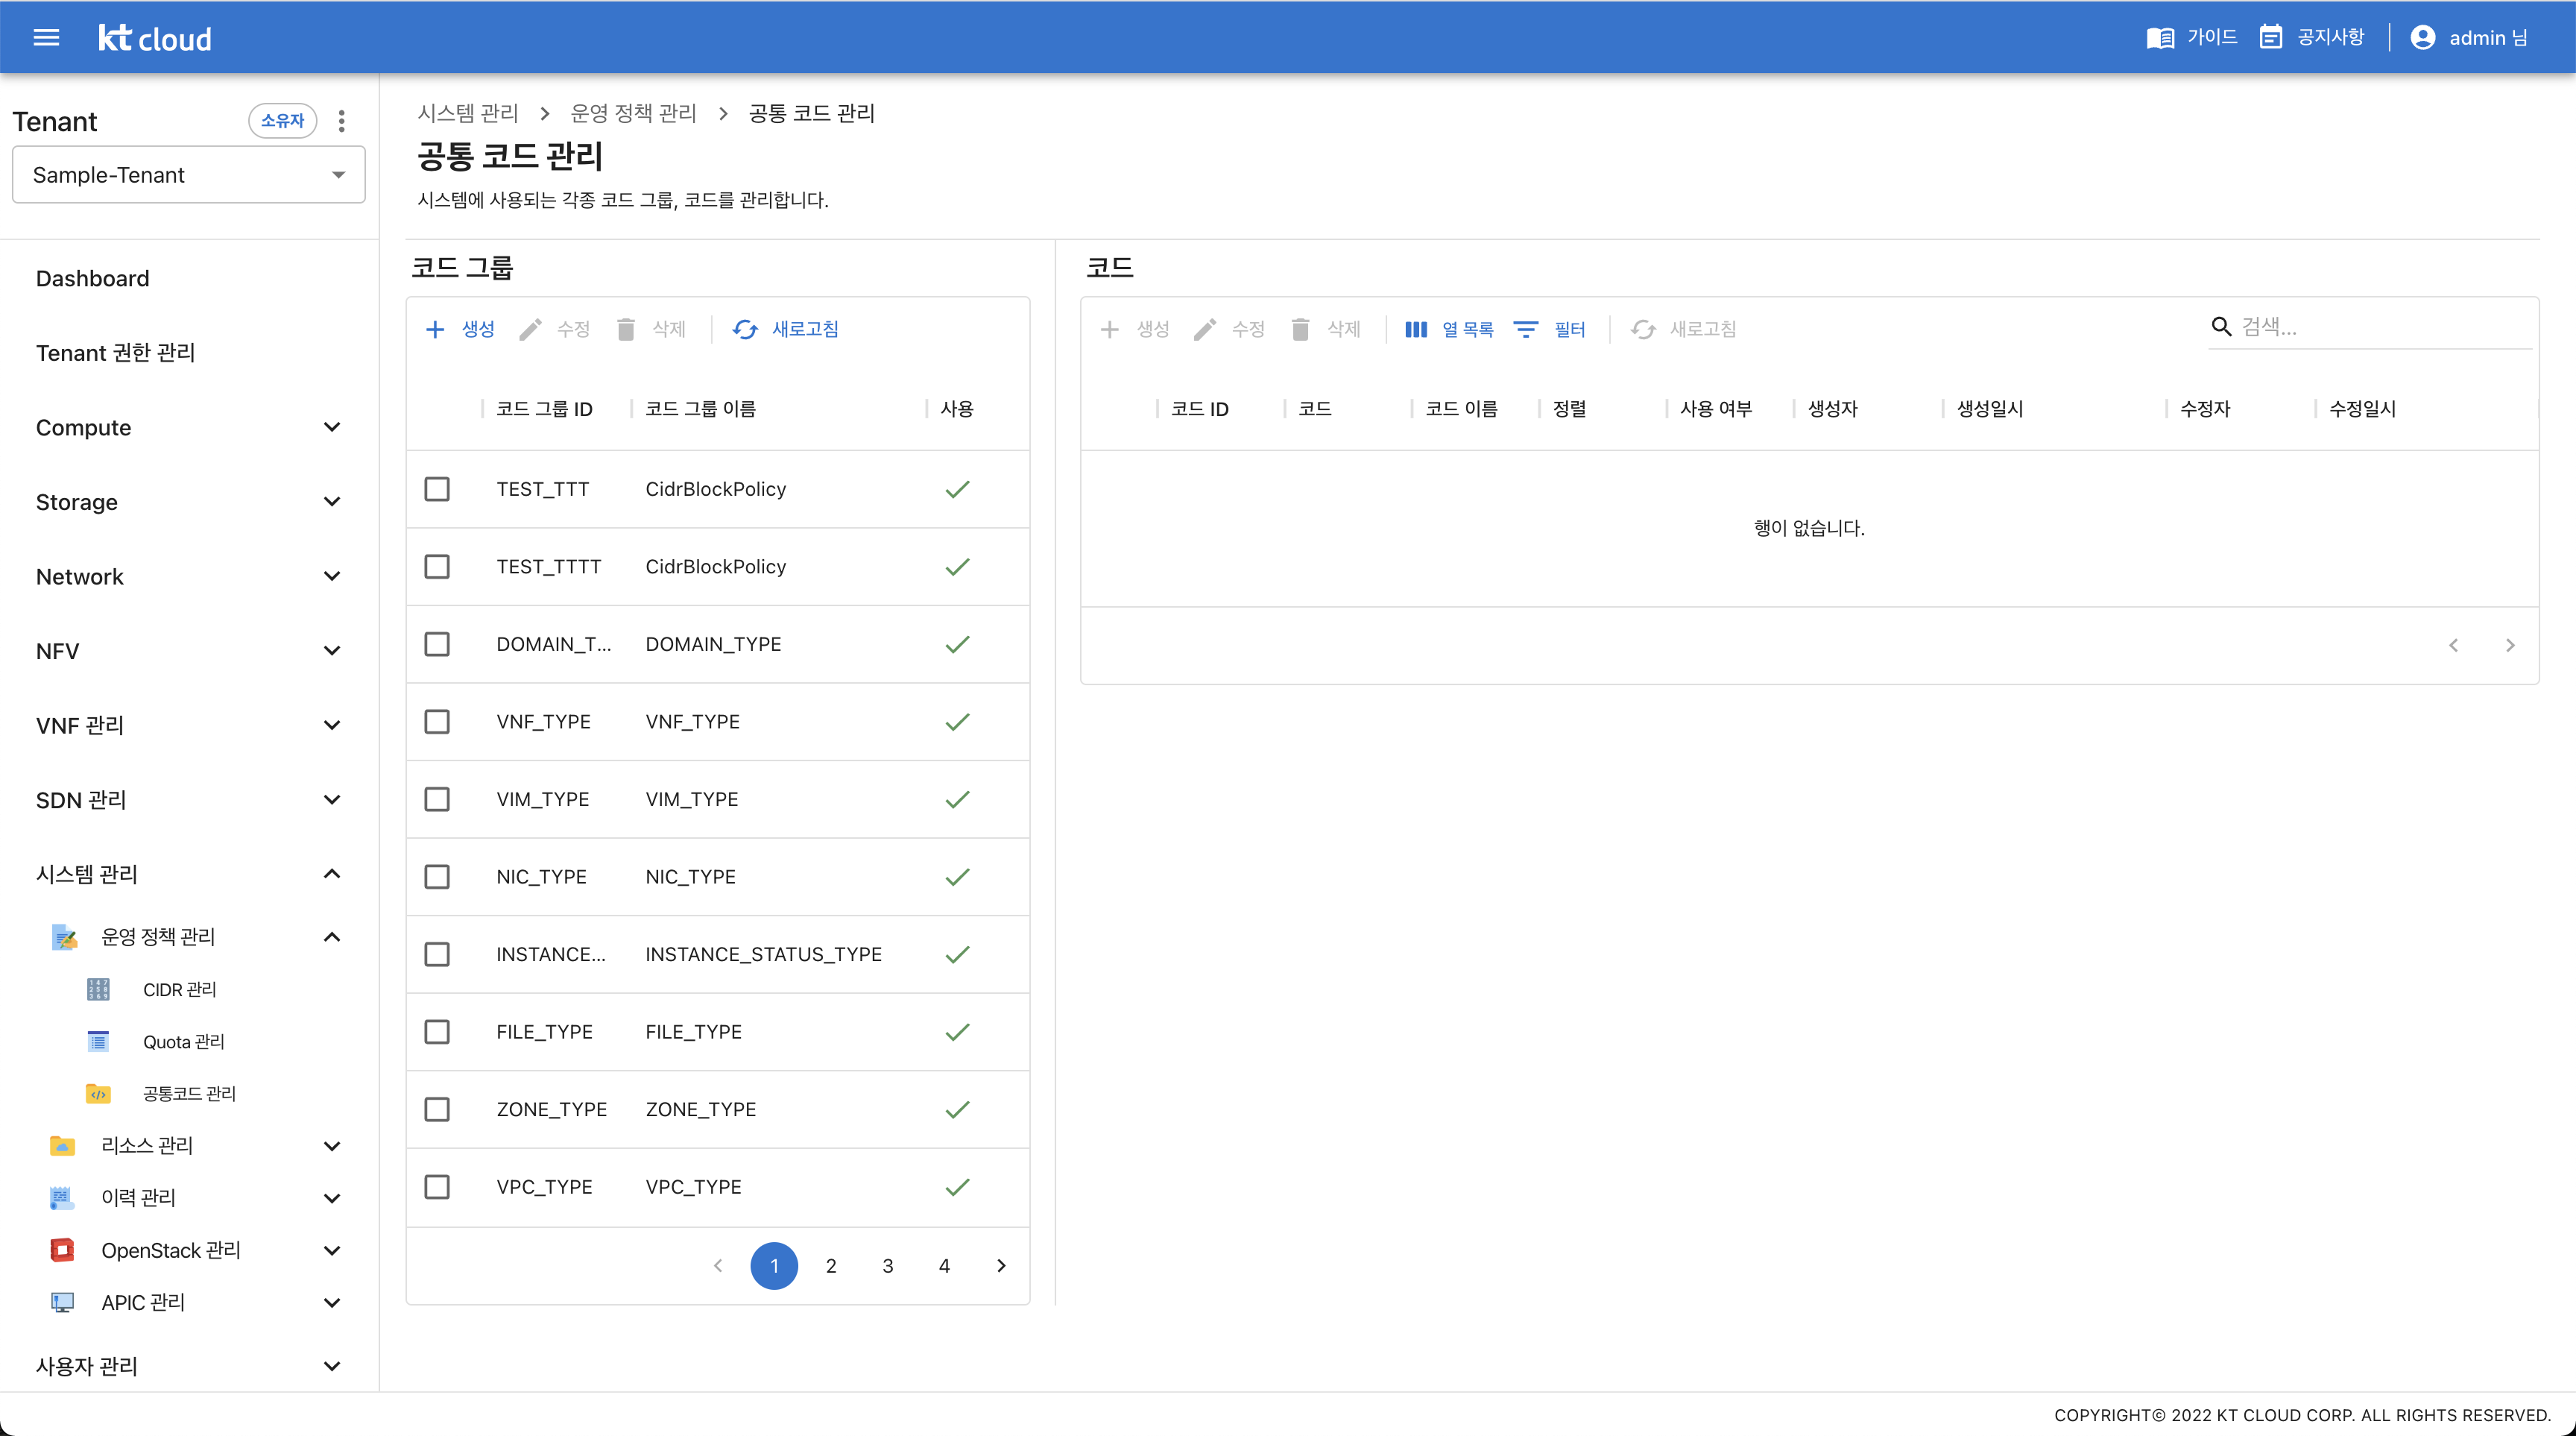 kt cloud
가이드
공지사항
admin 님
Tenant
소유자
Sample-Tenant
Dashboard
Tenant 권한 관리
Compute
Storage
Network
NFV
VNF 관리
SDN 관리
시스템 관리
운영 정책 관리
CIDR 관리
Quota 관리
공통코드 관리
리소스 관리
이력 관리
OpenStack 관리
APIC 관리
사용자 관리
시스템 관리 > 운영 정책 관리 > 공통 코드 관리
공통 코드 관리
시스템에 사용되는 각종 코드 그룹, 코드를 관리합니다.
코드 그룹
생성 수정 삭제 새로고침
코드 그룹 ID 코드 그룹 이름 사용
TEST_TTT CidrBlockPolicy
TEST_TTTT CidrBlockPolicy
DOMAIN_T... DOMAIN_TYPE
VNF_TYPE VNF_TYPE
VIM_TYPE VIM_TYPE
NIC_TYPE NIC_TYPE
INSTANCE... INSTANCE_STATUS_TYPE
FILE_TYPE FILE_TYPE
ZONE_TYPE ZONE_TYPE
VPC_TYPE VPC_TYPE
1 2 3 4
코드
생성 수정 삭제 열 목록 필터 새로고침 검색...
코드 ID 코드 코드 이름 정렬 사용 여부 생성자 생성일시 수정자 수정일시
행이 없습니다.
COPYRIGHT© 2022 KT CLOUD CORP. ALL RIGHTS RESERVED.